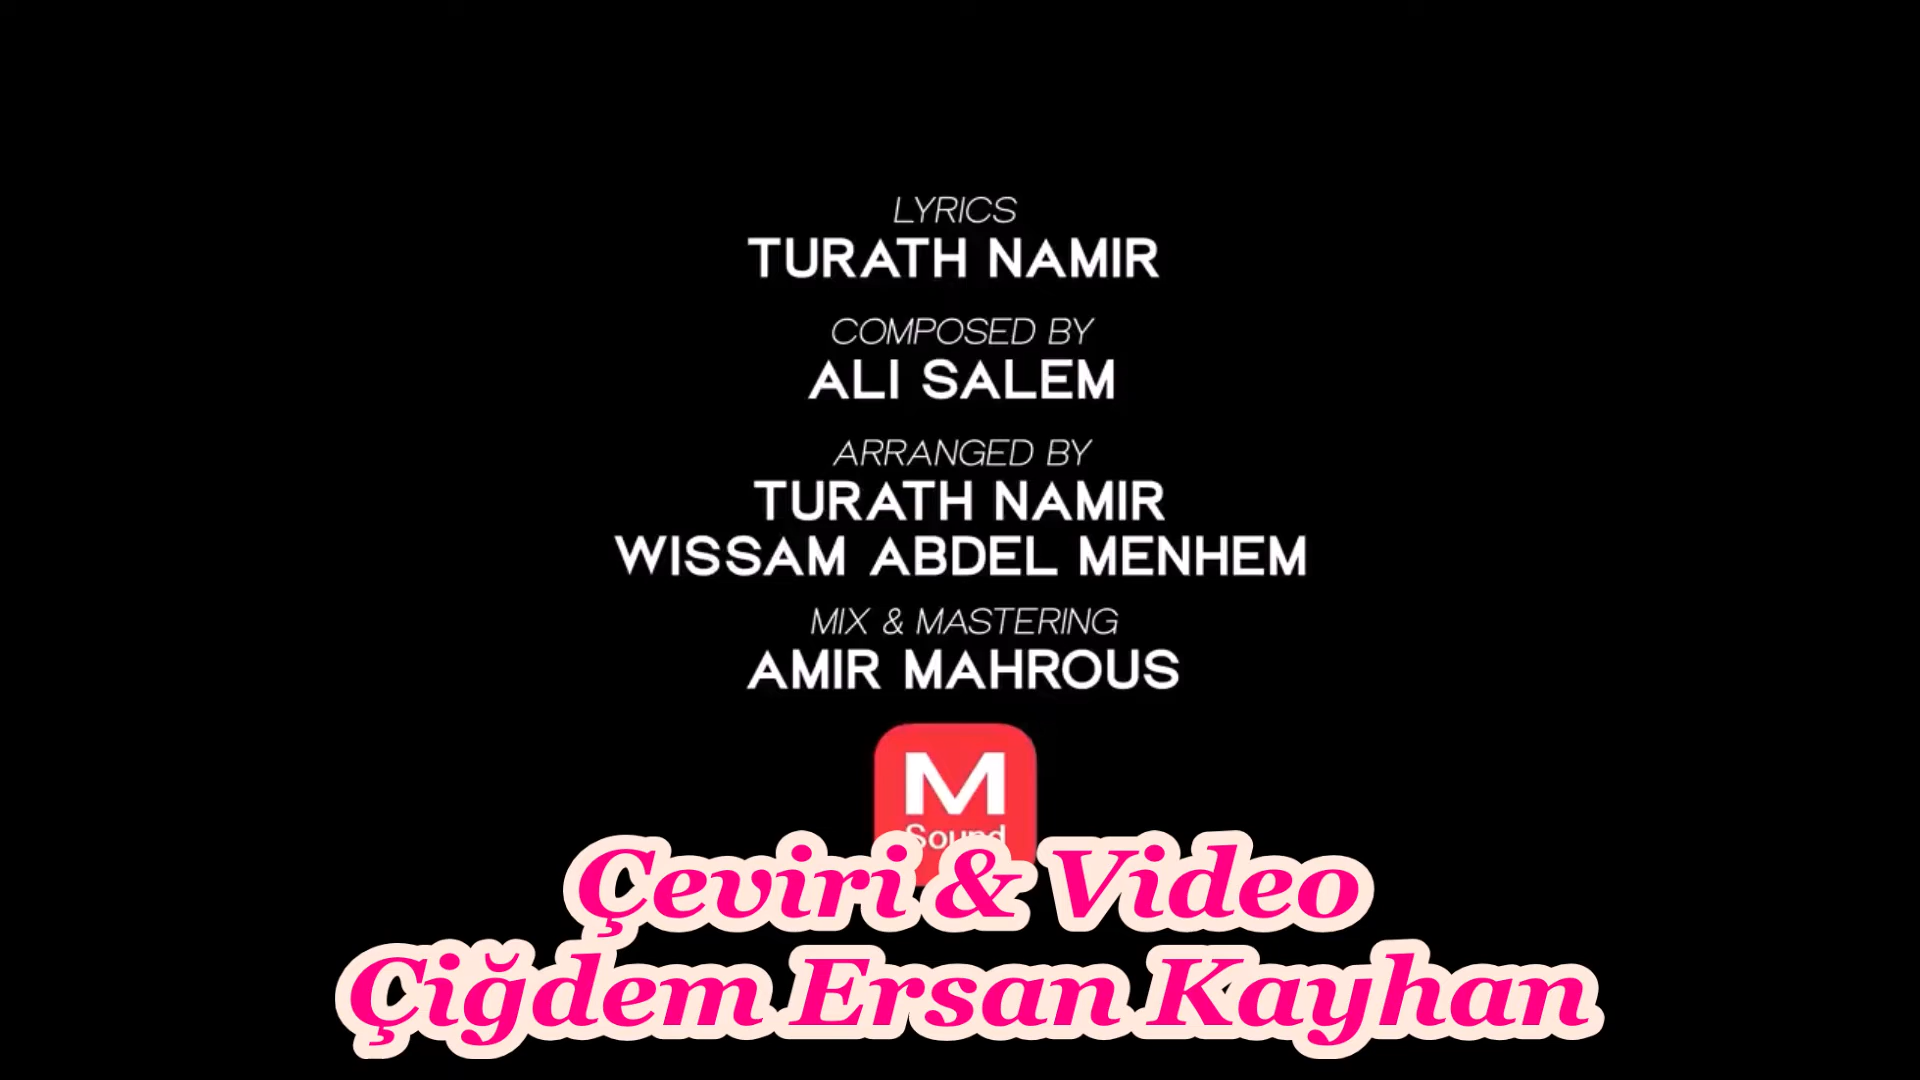 LYRICS
TURATH NAMIR
COMPOSED BY
ALI SALEM
ARRANGED BY
TURATH NAMIR
WISSAM ABDEL MENHEM
MIX & MASTERING
AMIR MAHROUS
M
Sound
Çeviri & Video
Çiğdem Ersan Kayhan